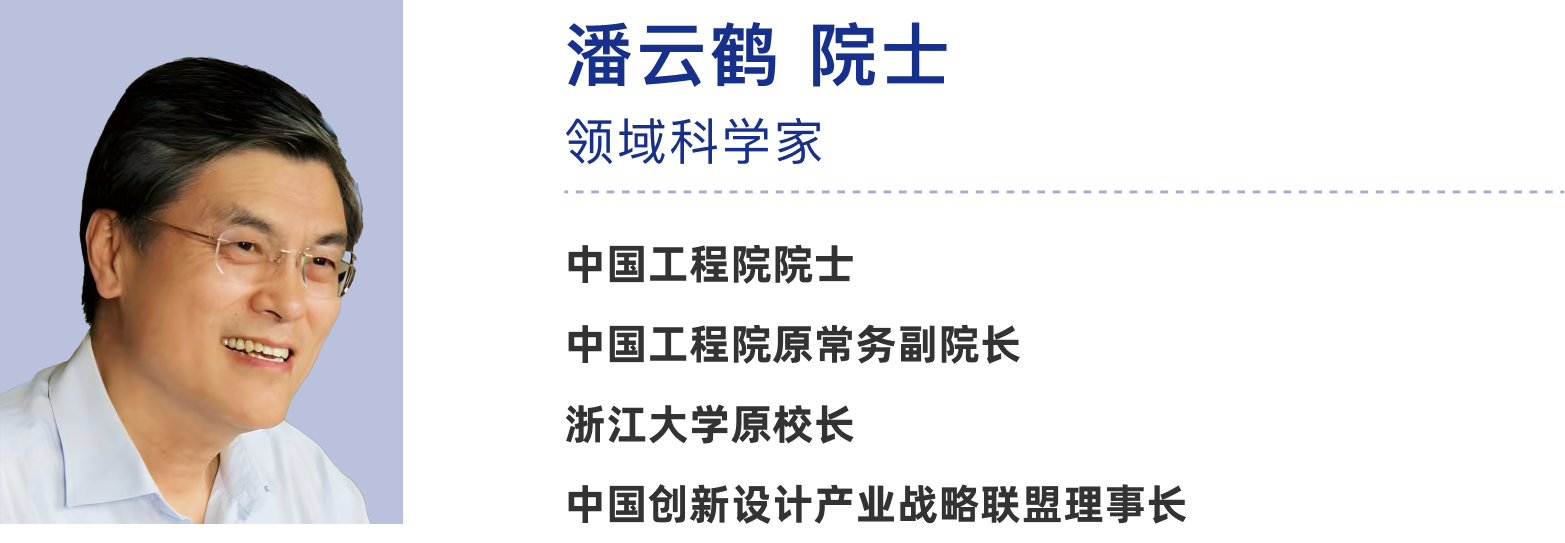 潘云鹤 院士
领域科学家
中国工程院院士
中国工程院原常务副院长
浙江大学原校长
中国创新设计产业战略联盟理事长